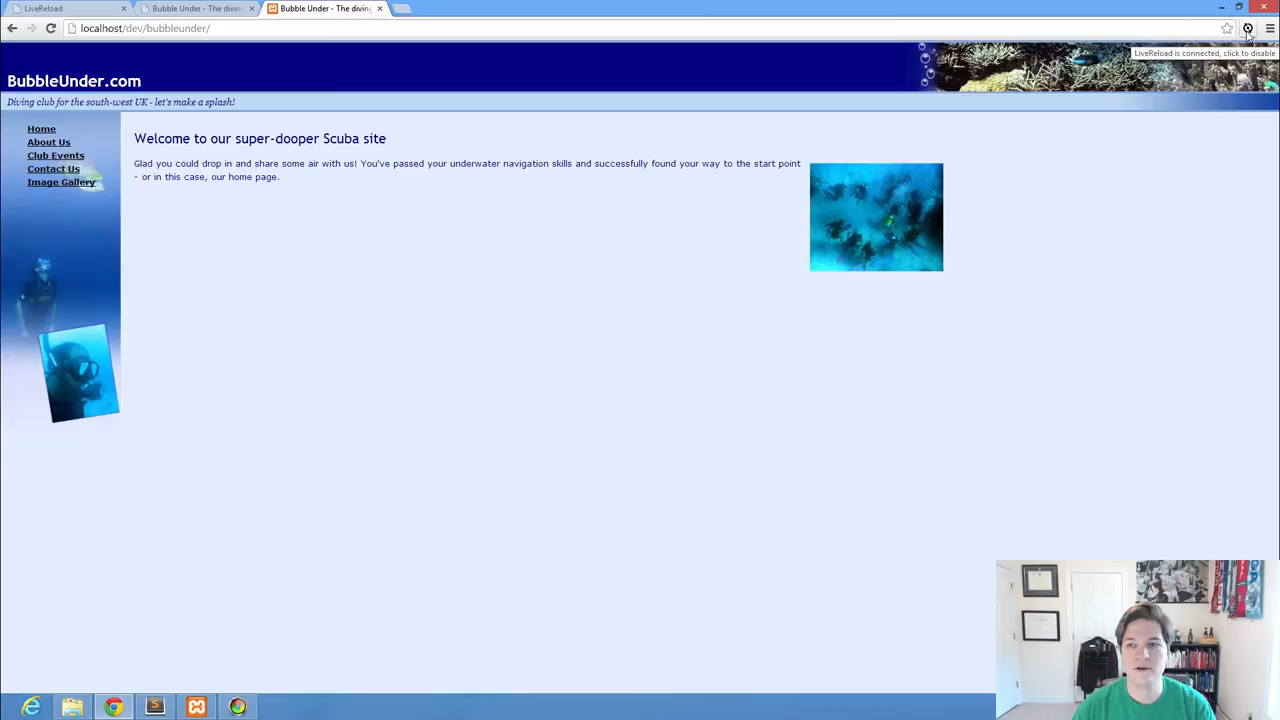 LiveReload
Bubble Under - The divin
Bubble Under - The diving
localhost/dev/bubbleunder/
LiveReload is connected, click to disable
BubbleUnder.com
Diving club for the south-west UK - let's make a splash!
Home
About Us
Club Events
Contact Us
Image Gallery
Welcome to our super-dooper Scuba site
Glad you could drop in and share some air with us! You've passed your underwater navigation skills and successfully found your way to the start point
- or in this case, our home page.